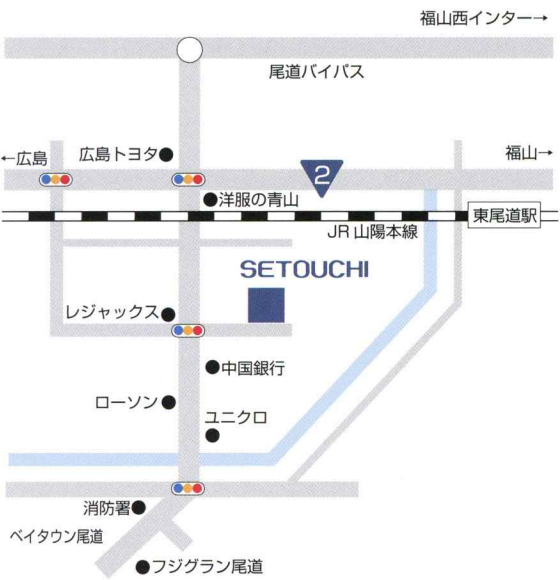 福山西インター→
尾道バイパス
←広島
広島トヨタ
福山→
2
洋服の青山
東尾道駅
JR山陽本線
SETOUCHI
レジャックス
中国銀行
ローソン
ユニクロ
消防署
ベイタウン尾道
フジグラン尾道